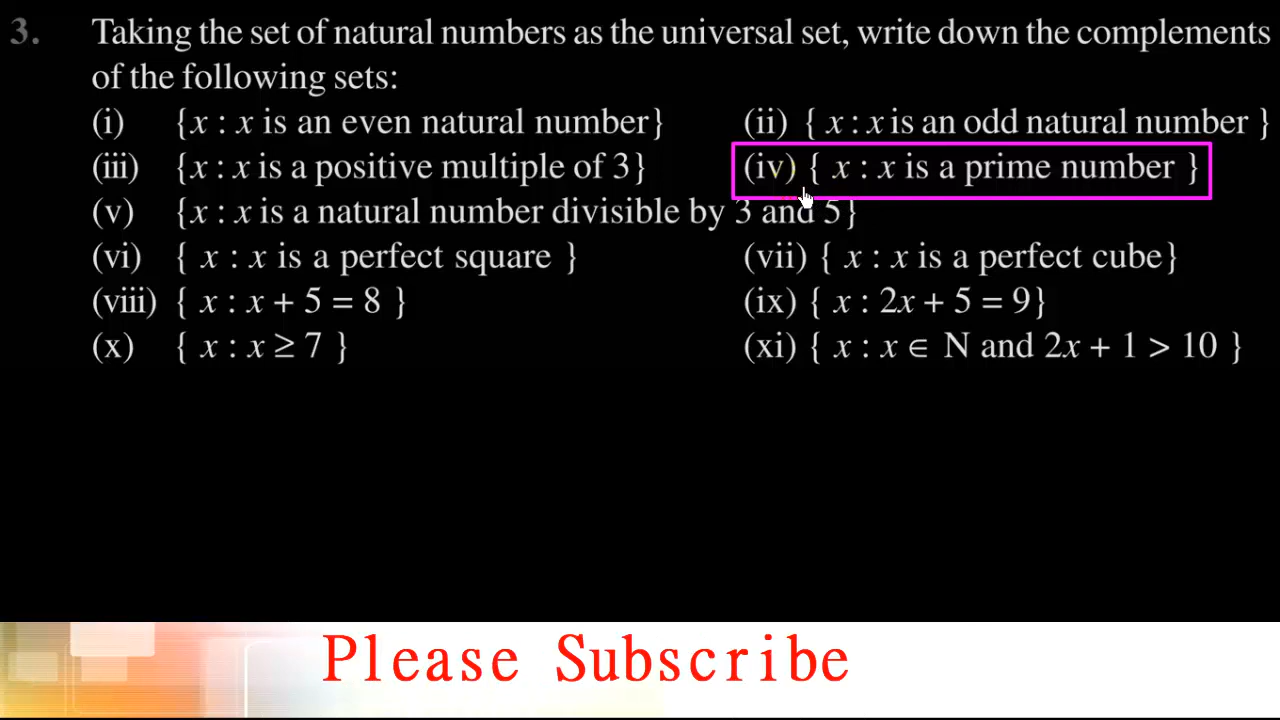 3. Taking the set of natural numbers as the universal set, write down the complements
of the following sets:
(i) {x : x is an even natural number} (ii) { x : x is an odd natural number }
(iii) {x : x is a positive multiple of 3} (iv) { x : x is a prime number }
(v) {x : x is a natural number divisible by 3 and 5}
(vi) { x : x is a perfect square } (vii) { x : x is a perfect cube}
(viii) { x : x + 5 = 8 } (ix) { x : 2x + 5 = 9}
(x) { x : x ≥ 7 } (xi) { x : x ∈ N and 2x + 1 > 10 }
Please Subscribe